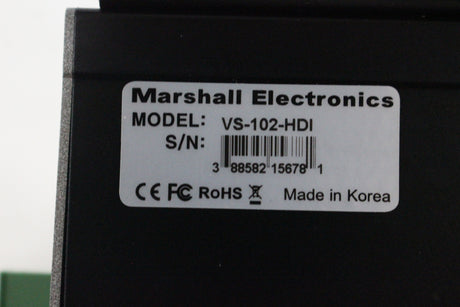 Marshall Electronics
MODEL: VS-102-HDI
S/N:
3 88582 15678 1
CE FC RoHS Made in Korea